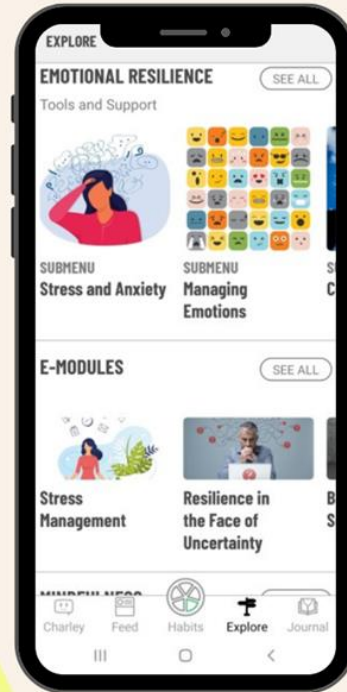 EXPLORE
EMOTIONAL RESILIENCE
SEE ALL
Tools and Support
SUBMENU
Stress and Anxiety
SUBMENU
Managing
Emotions
E-MODULES
SEE ALL
Stress
Management
Resilience in
the Face of
Uncertainty
MINDFULNESS
Charley
Feed
Habits
Explore
Journal